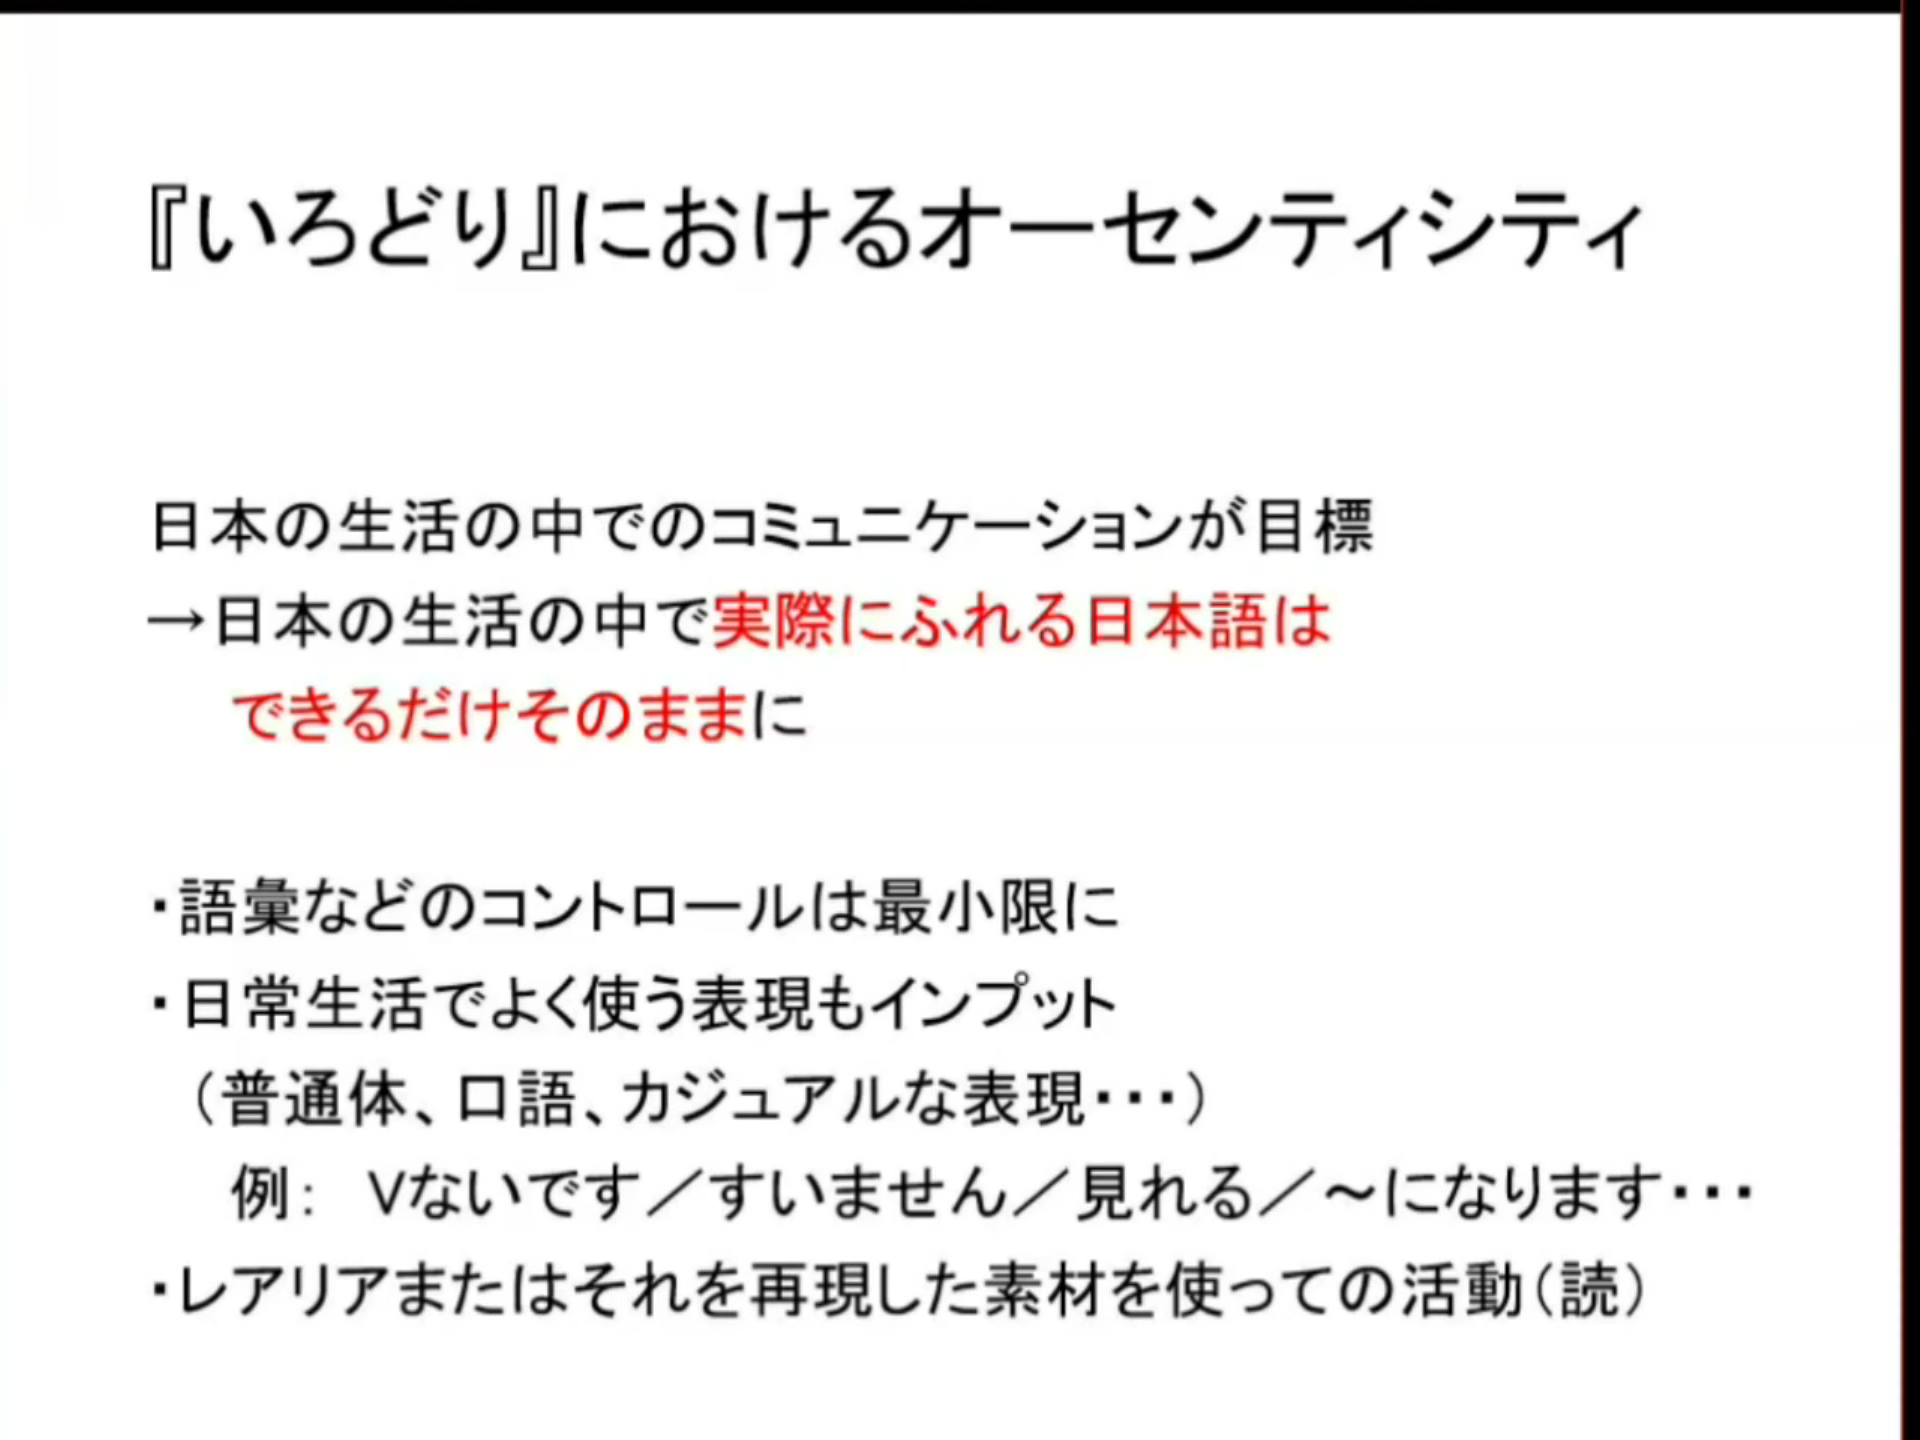 『いろどり』におけるオーセンティシティ
日本の生活の中でのコミュニケーションが目標
→日本の生活の中で実際にふれる日本語は
できるだけそのままに
・語彙などのコントロールは最小限に
・日常生活でよく使う表現もインプット
（普通体、口語、カジュアルな表現・・・）
例： Vないです／すいません／見れる／～になります・・・
・レアリアまたはそれを再現した素材を使っての活動（読）